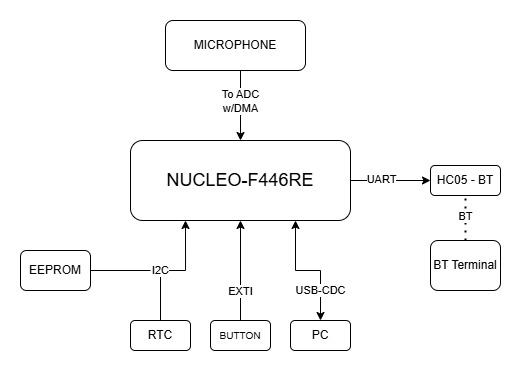 MICROPHONE
To ADC
w/DMA
NUCLEO-F446RE
UART
HC05 - BT
BT
BT Terminal
EEPROM
I2C
EXTI
USB-CDC
RTC
BUTTON
PC